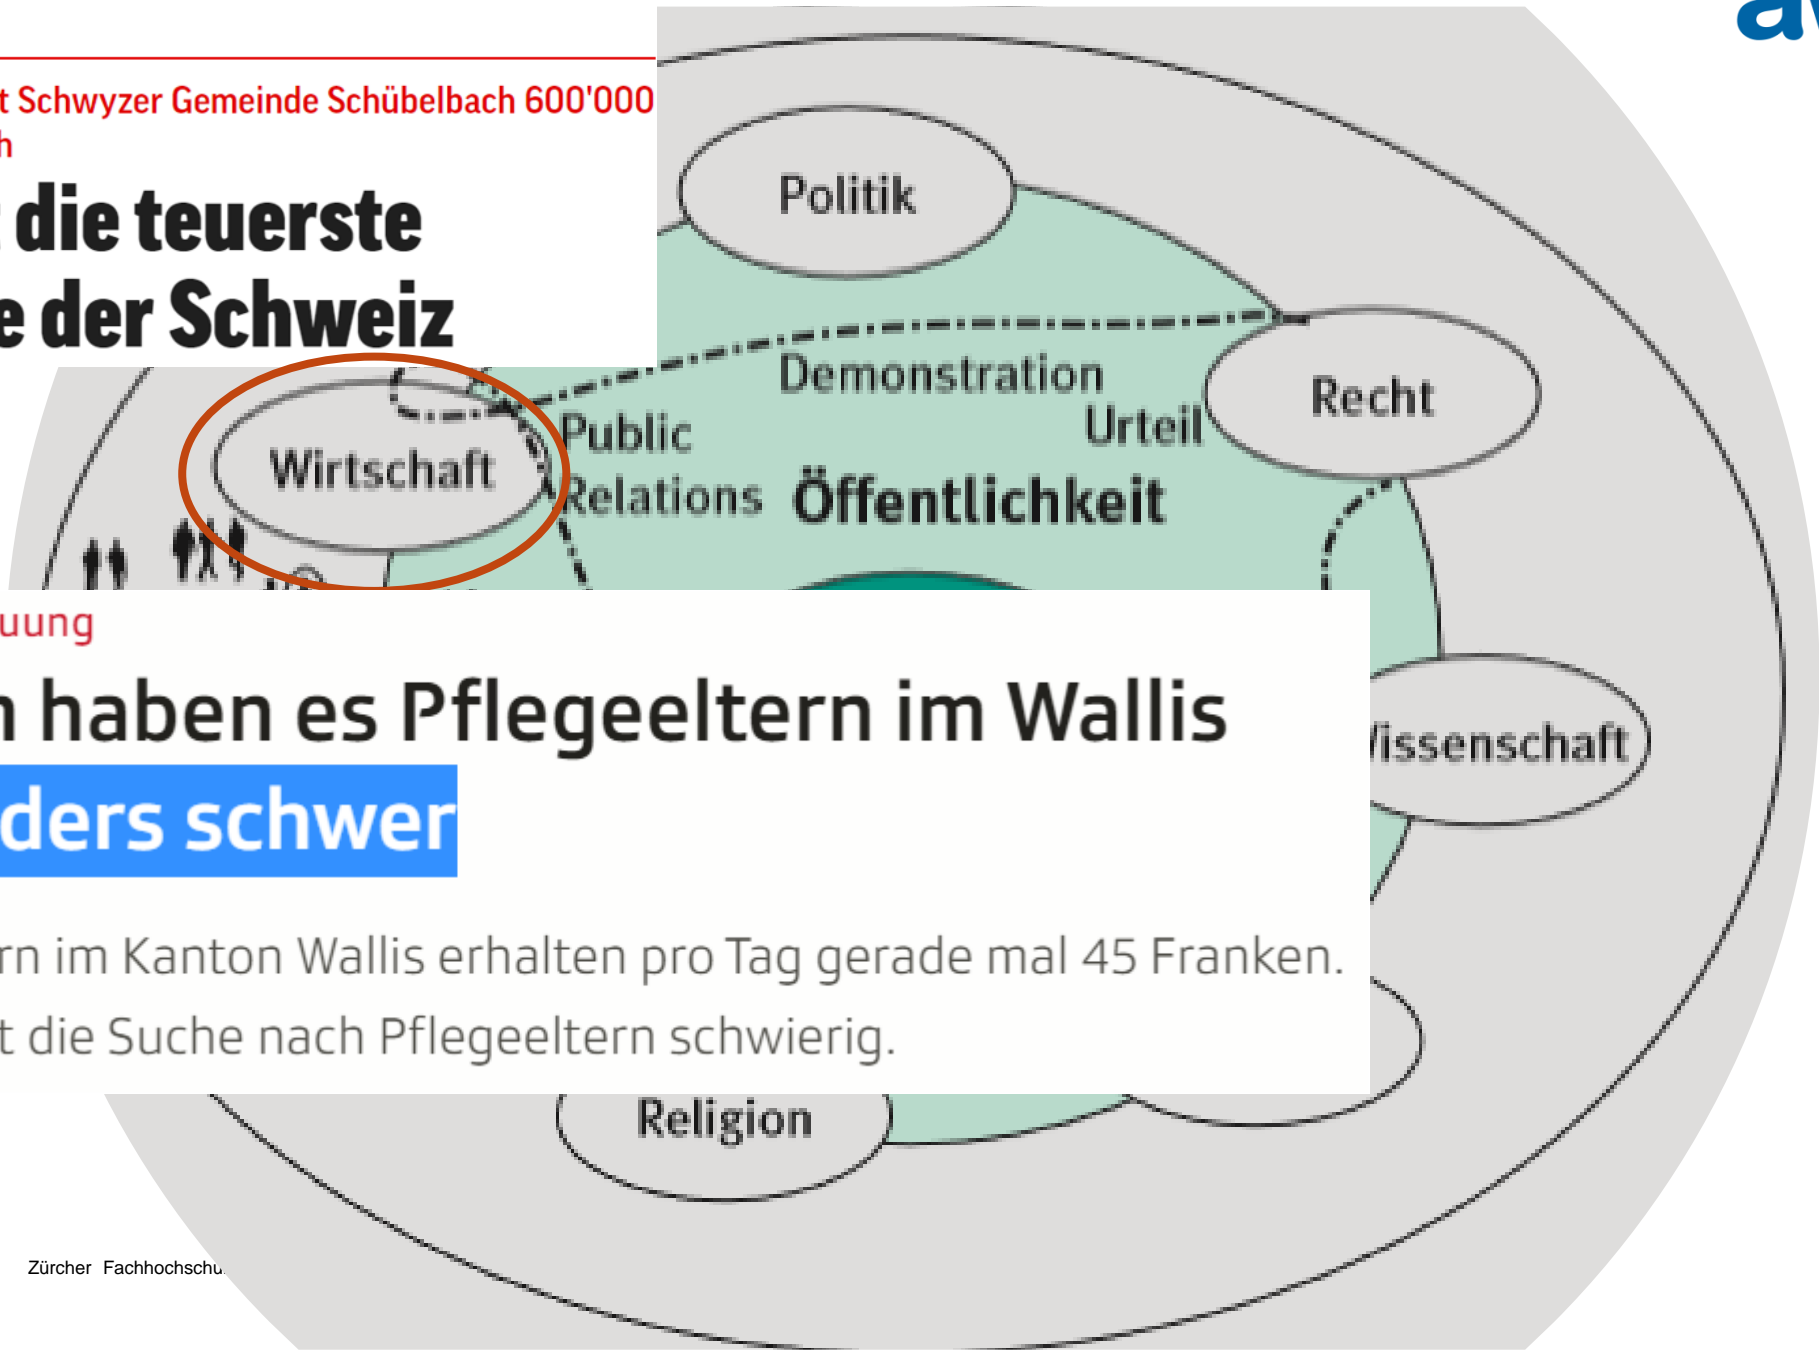 t Schwyzer Gemeinde Schübelbach 600'000
h
die teuerste
e der Schweiz
Politik
Demonstration
Recht
Urteil
Public
Wirtschaft
Relations Öffentlichkeit
uung
n haben es Pflegeeltern im Wallis
ders schwer
issenschaft
rn im Kanton Wallis erhalten pro Tag gerade mal 45 Franken.
t die Suche nach Pflegeeltern schwierig.
Religion
Zürcher Fachhochschu